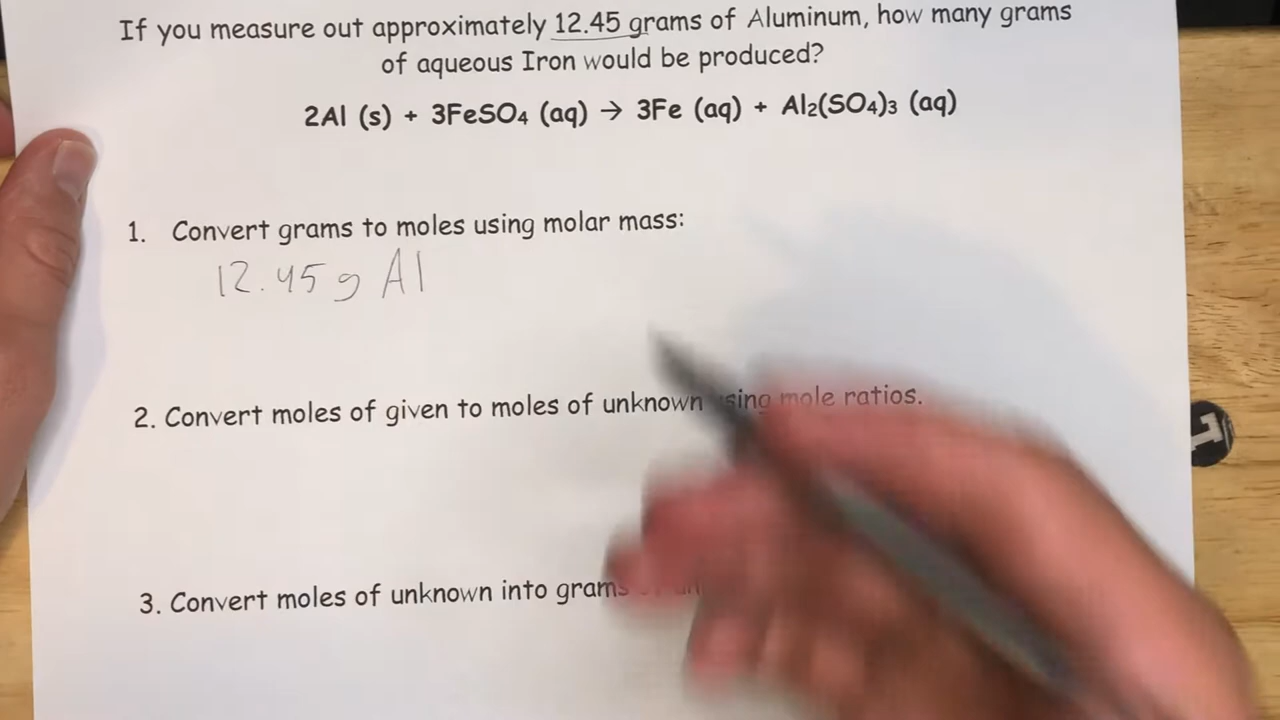 If you measure out approximately 12.45 grams of Aluminum, how many grams
of aqueous Iron would be produced?
2Al (s) + 3FeSO₄ (aq) → 3Fe (aq) + Al₂(SO₄)₃ (aq)
1. Convert grams to moles using molar mass:
12.45 g Al
2. Convert moles of given to moles of unknown using mole ratios.
3. Convert moles of unknown into grams